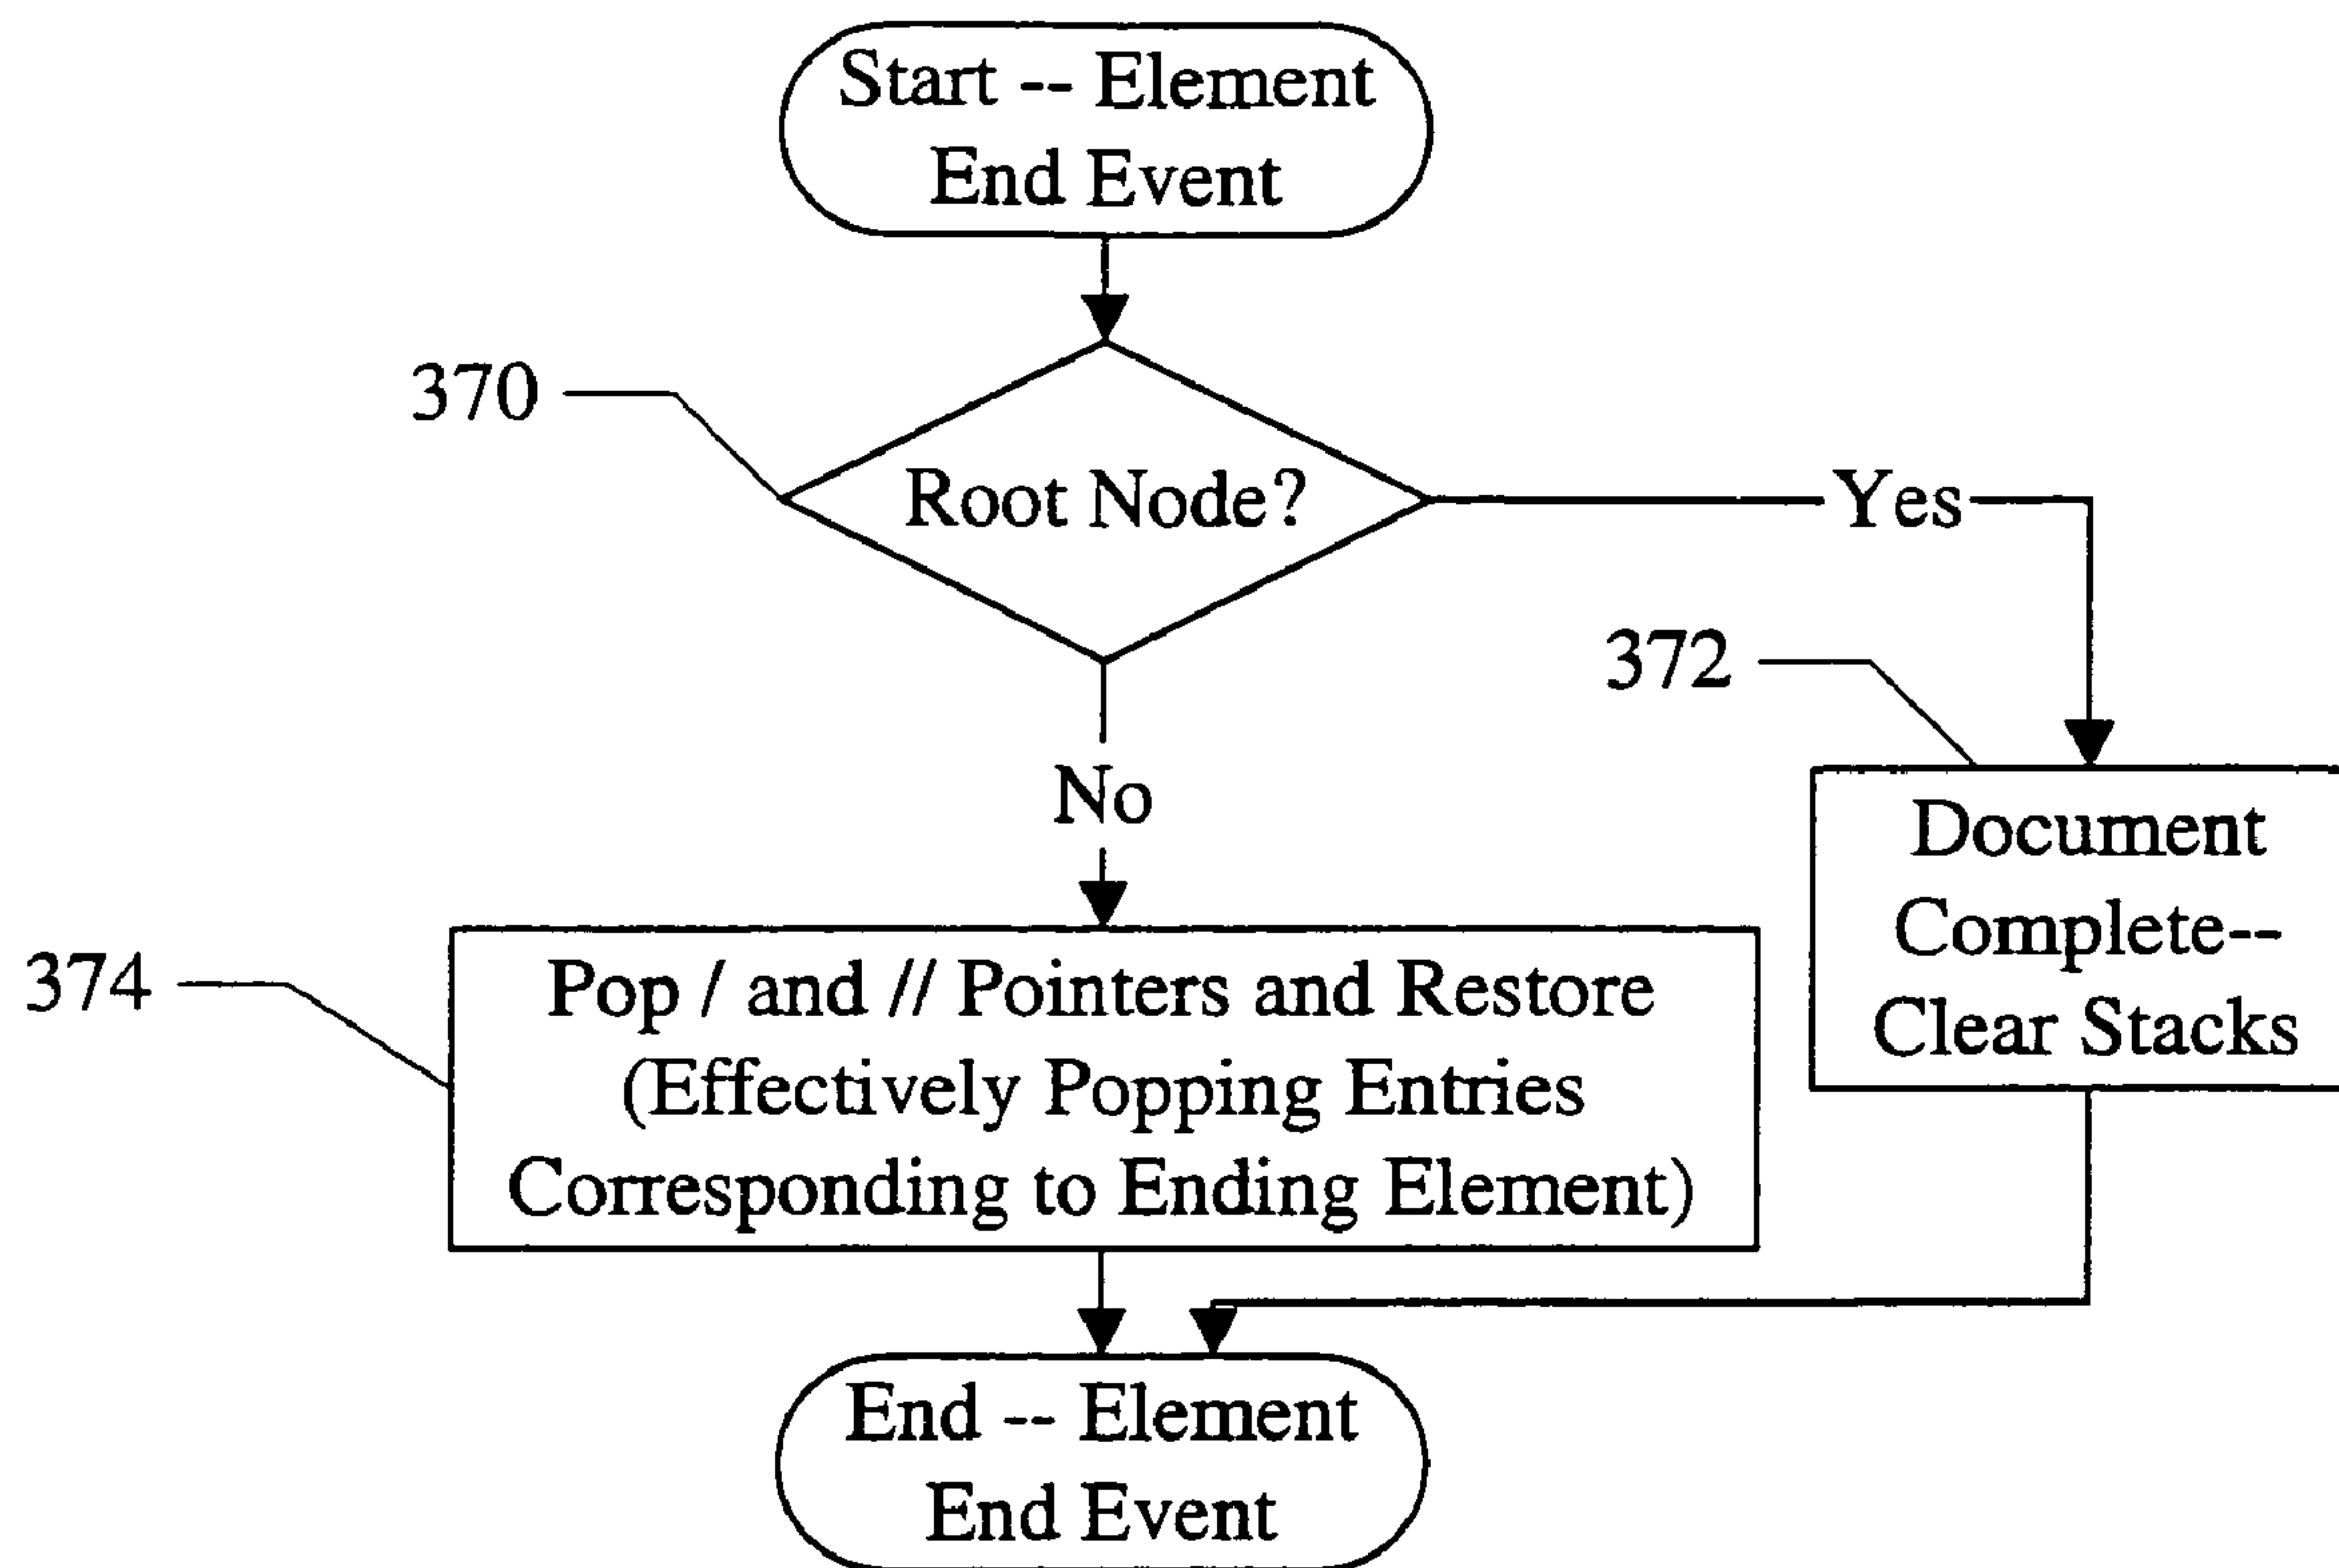 Start -- Element
End Event
370
Root Node?
Yes
372
No
Document
Complete--
Clear Stacks
374
Pop / and // Pointers and Restore
(Effectively Popping Entries
Corresponding to Ending Element)
End -- Element
End Event